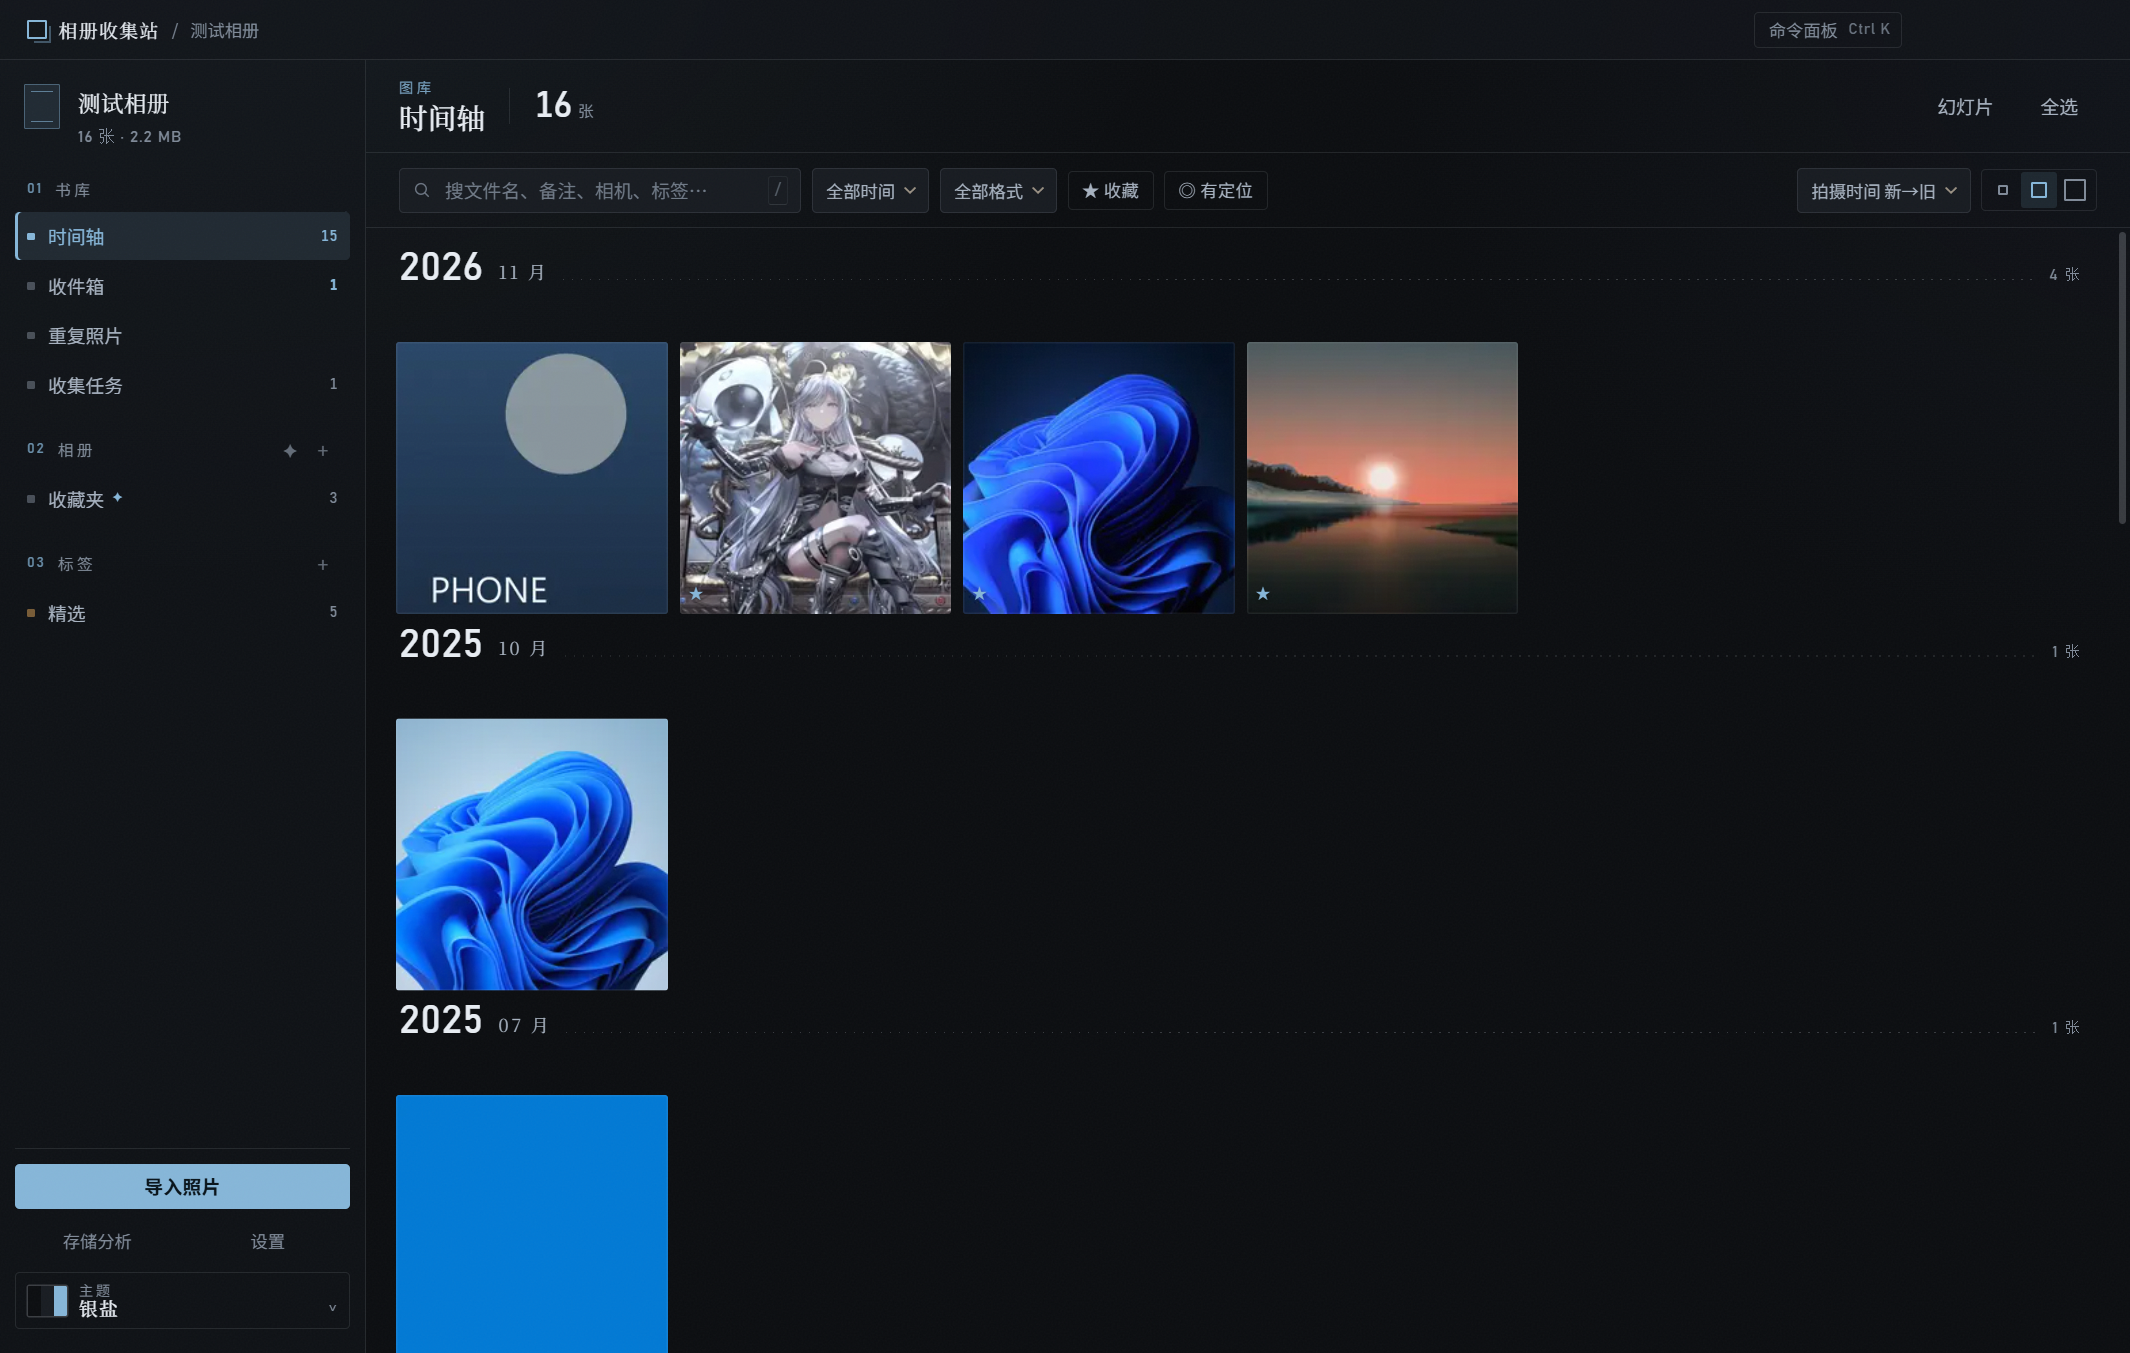 相册收集站 / 测试相册
命令面板 Ctrl K
测试相册
16 张 · 2.2 MB
01 书库
时间轴 15
收件箱 1
重复照片
收集任务 1
02 相册 ✦ +
收藏夹 ✦ 3
03 标签 +
精选 5
导入照片
存储分析 设置
主题
银盐
图库
时间轴
16 张
幻灯片 全选
搜文件名、备注、相机、标签… /
全部时间
全部格式
★ 收藏
◎ 有定位
拍摄时间 新→旧
2026 11 月 4 张
PHONE
2025 10 月 1 张
2025 07 月 1 张